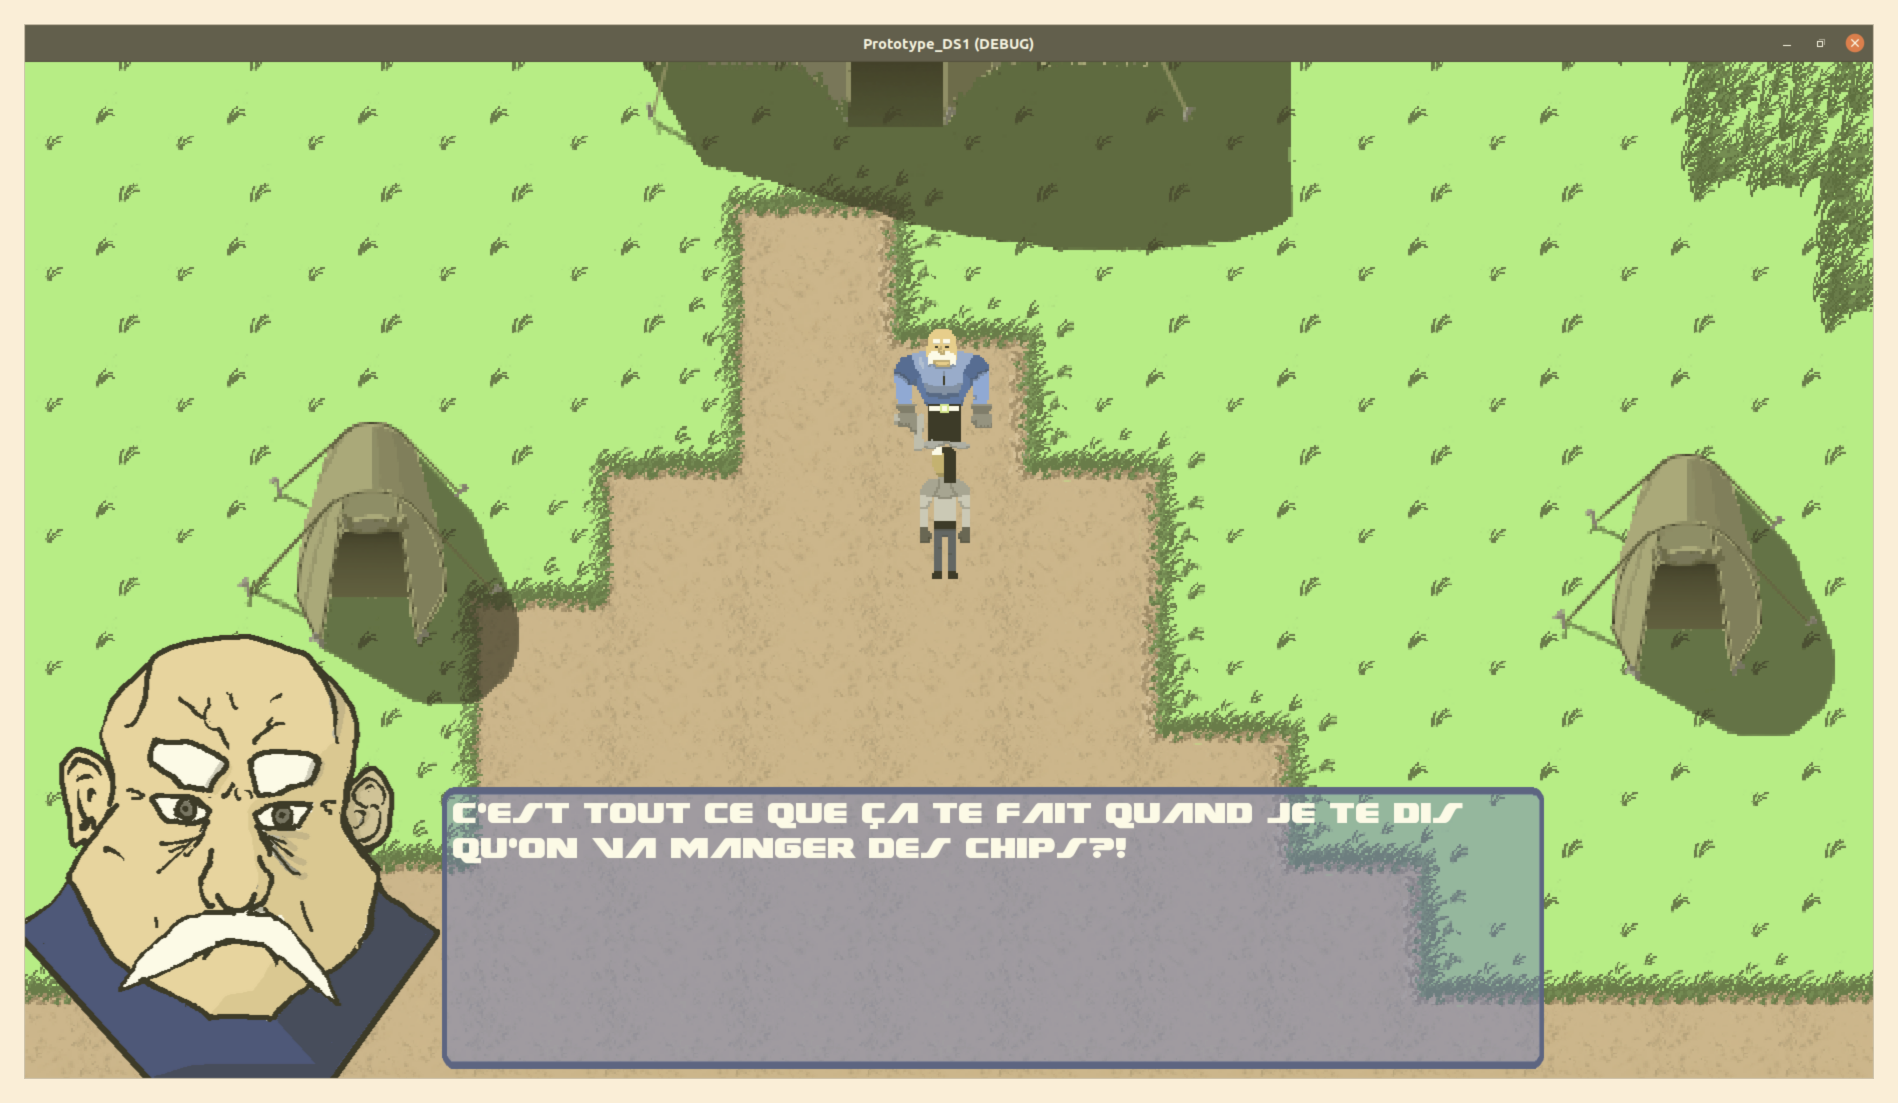 Prototype_DS1 (DEBUG)
C'EST TOUT CE QUE ÇA TE FAIT QUAND JE TE DIS
QU'ON VA MANGER DES CHIPS?!